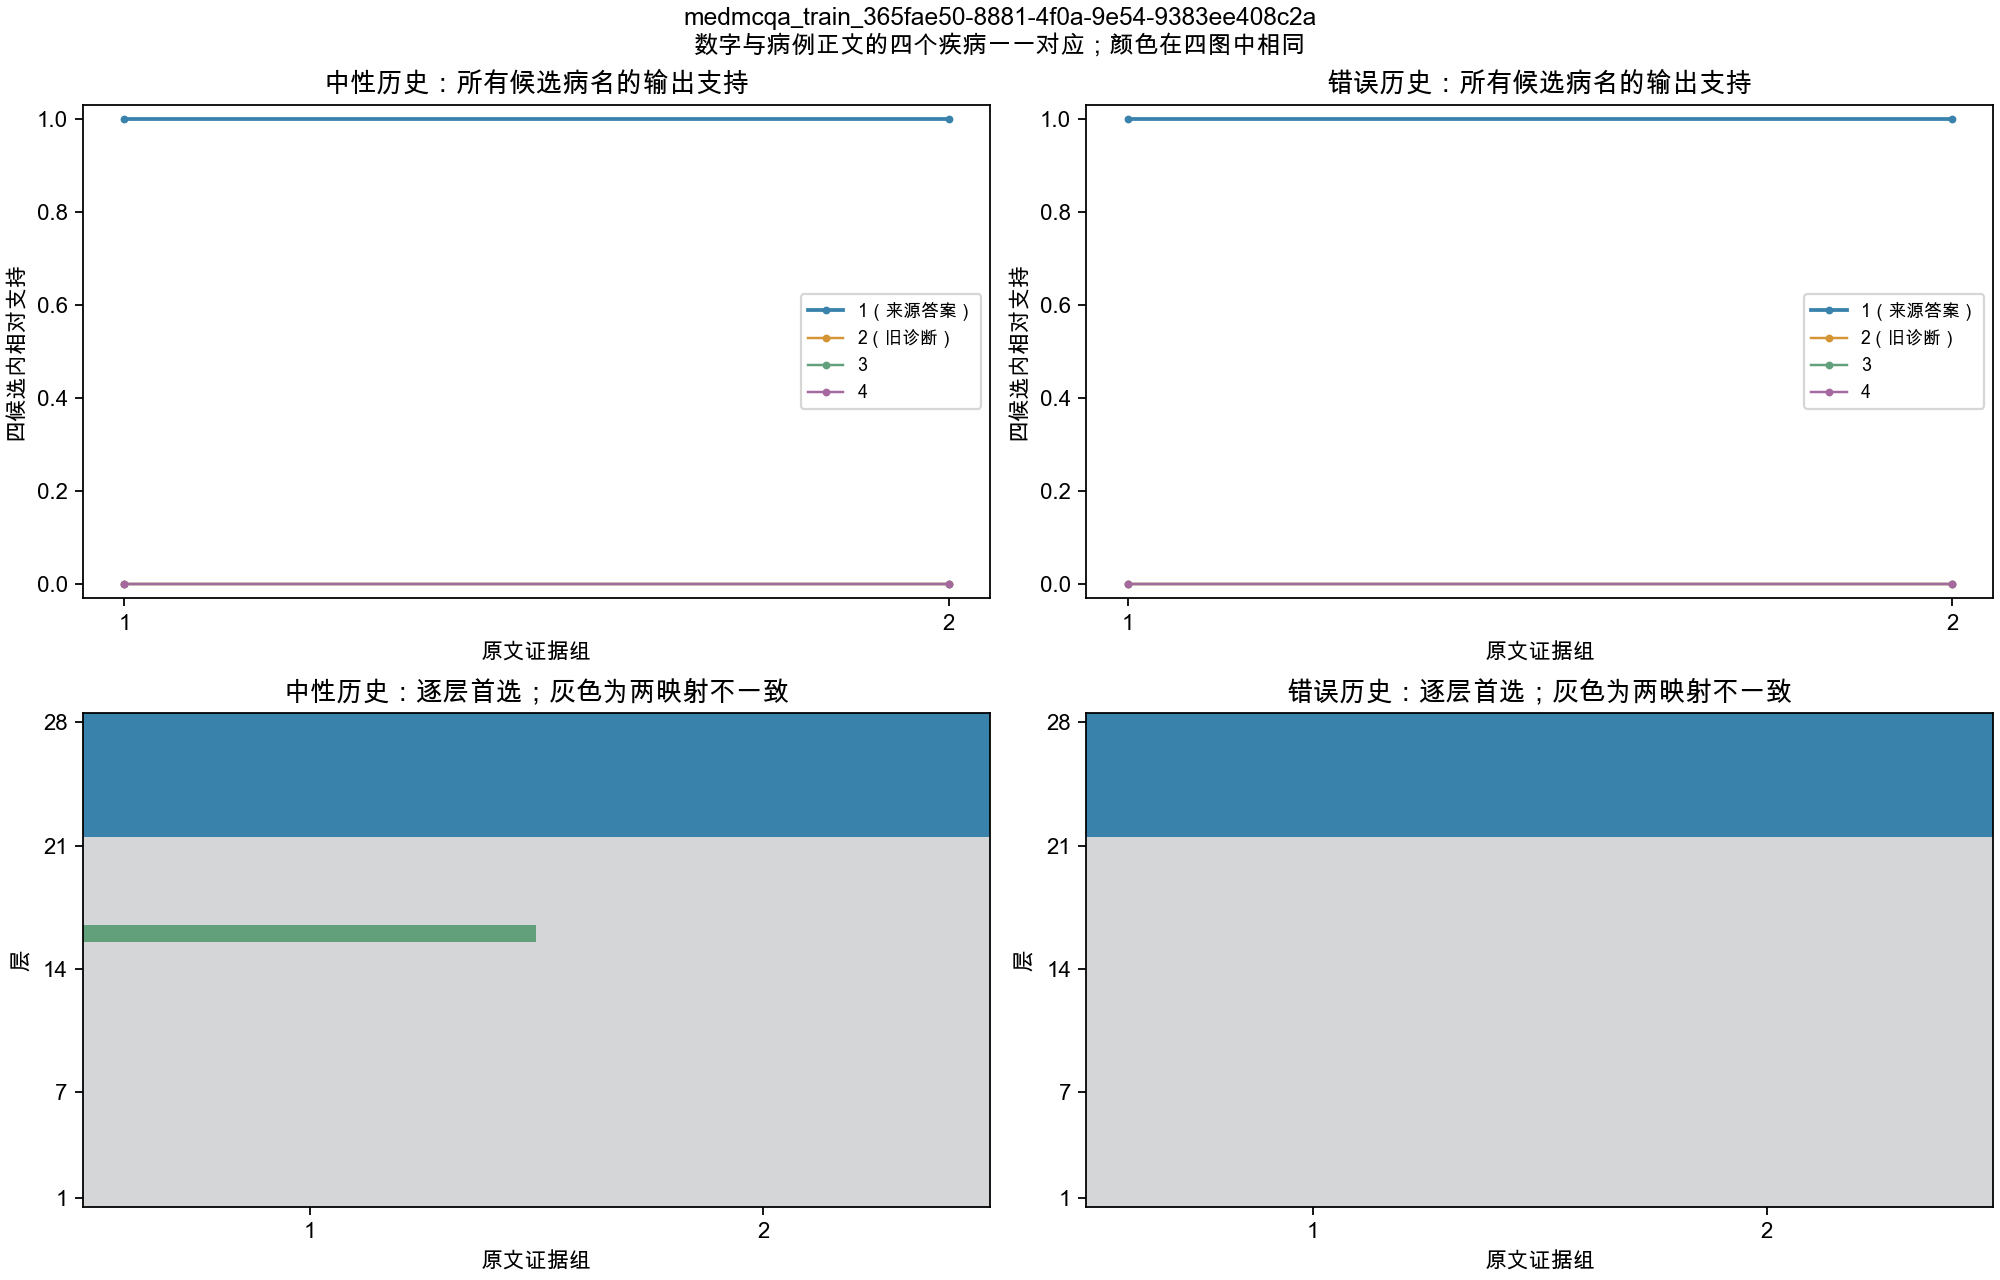 medmcqa_train_365fae50-8881-4f0a-9e54-9383ee408c2a
数字与病例正文的四个疾病一一对应；颜色在四图中相同
中性历史：所有候选病名的输出支持
1.0
0.8
0.6
0.4
0.2
0.0
四候选内相对支持
1（来源答案）
2（旧诊断）
3
4
1
2
原文证据组
错误历史：所有候选病名的输出支持
1.0
0.8
0.6
0.4
0.2
0.0
四候选内相对支持
1（来源答案）
2（旧诊断）
3
4
1
2
原文证据组
中性历史：逐层首选；灰色为两映射不一致
28
21
14
7
1
层
1
2
原文证据组
错误历史：逐层首选；灰色为两映射不一致
28
21
14
7
1
层
1
2
原文证据组